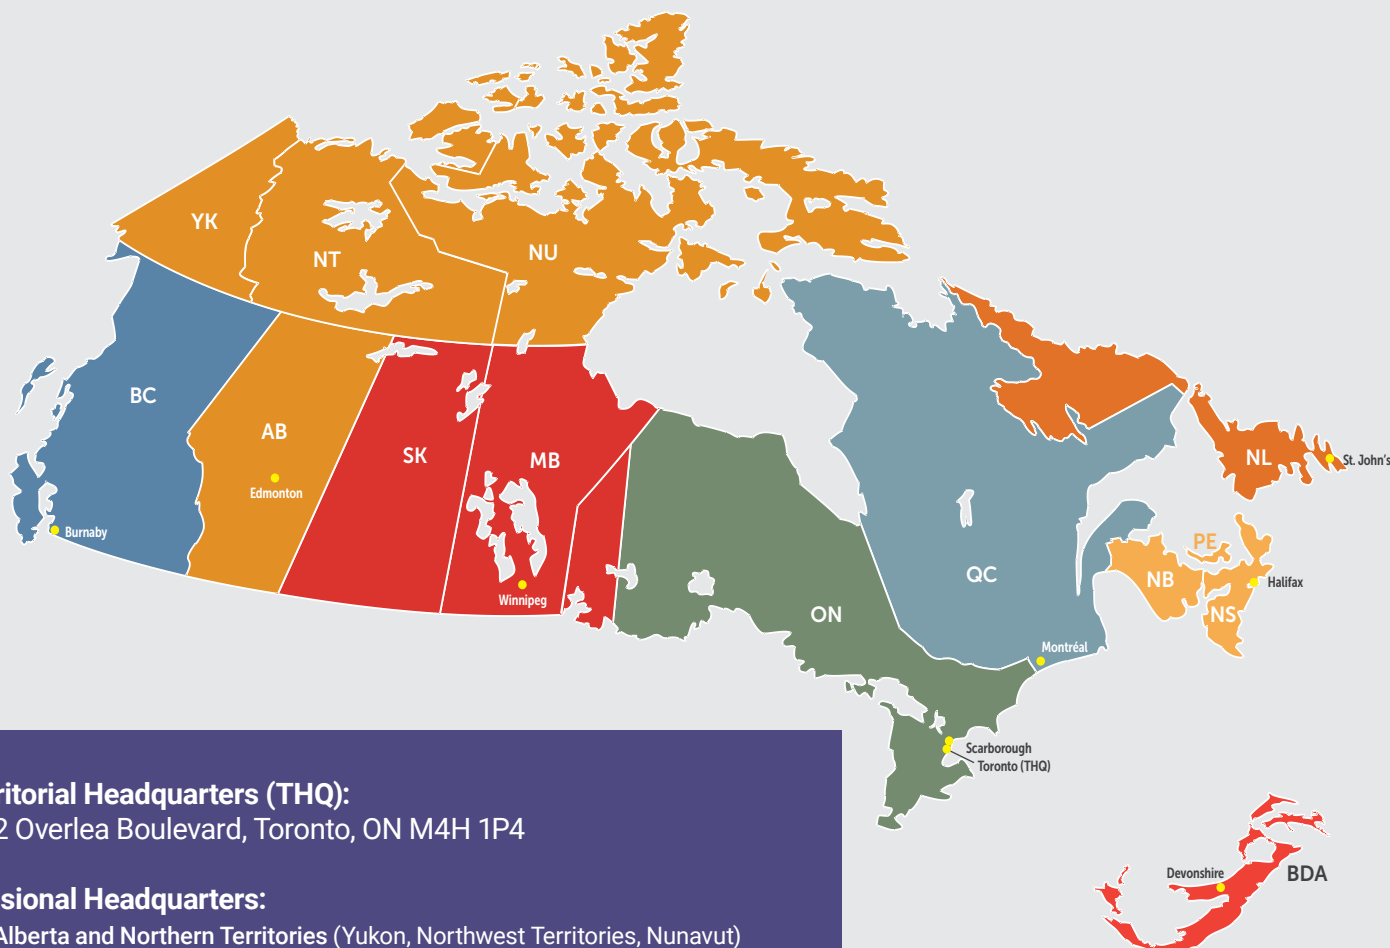 YK
NT
NU
BC
AB
Edmonton
SK
MB
Burnaby
Winnipeg
ON
QC
Montréal
NL
St. John's
PE
NB
NS
Halifax
Scarborough
Toronto (THQ)
Devonshire
BDA
ritorial Headquarters (THQ):
2 Overlea Boulevard, Toronto, ON M4H 1P4
sional Headquarters:
Alberta and Northern Territories (Yukon, Northwest Territories, Nunavut)